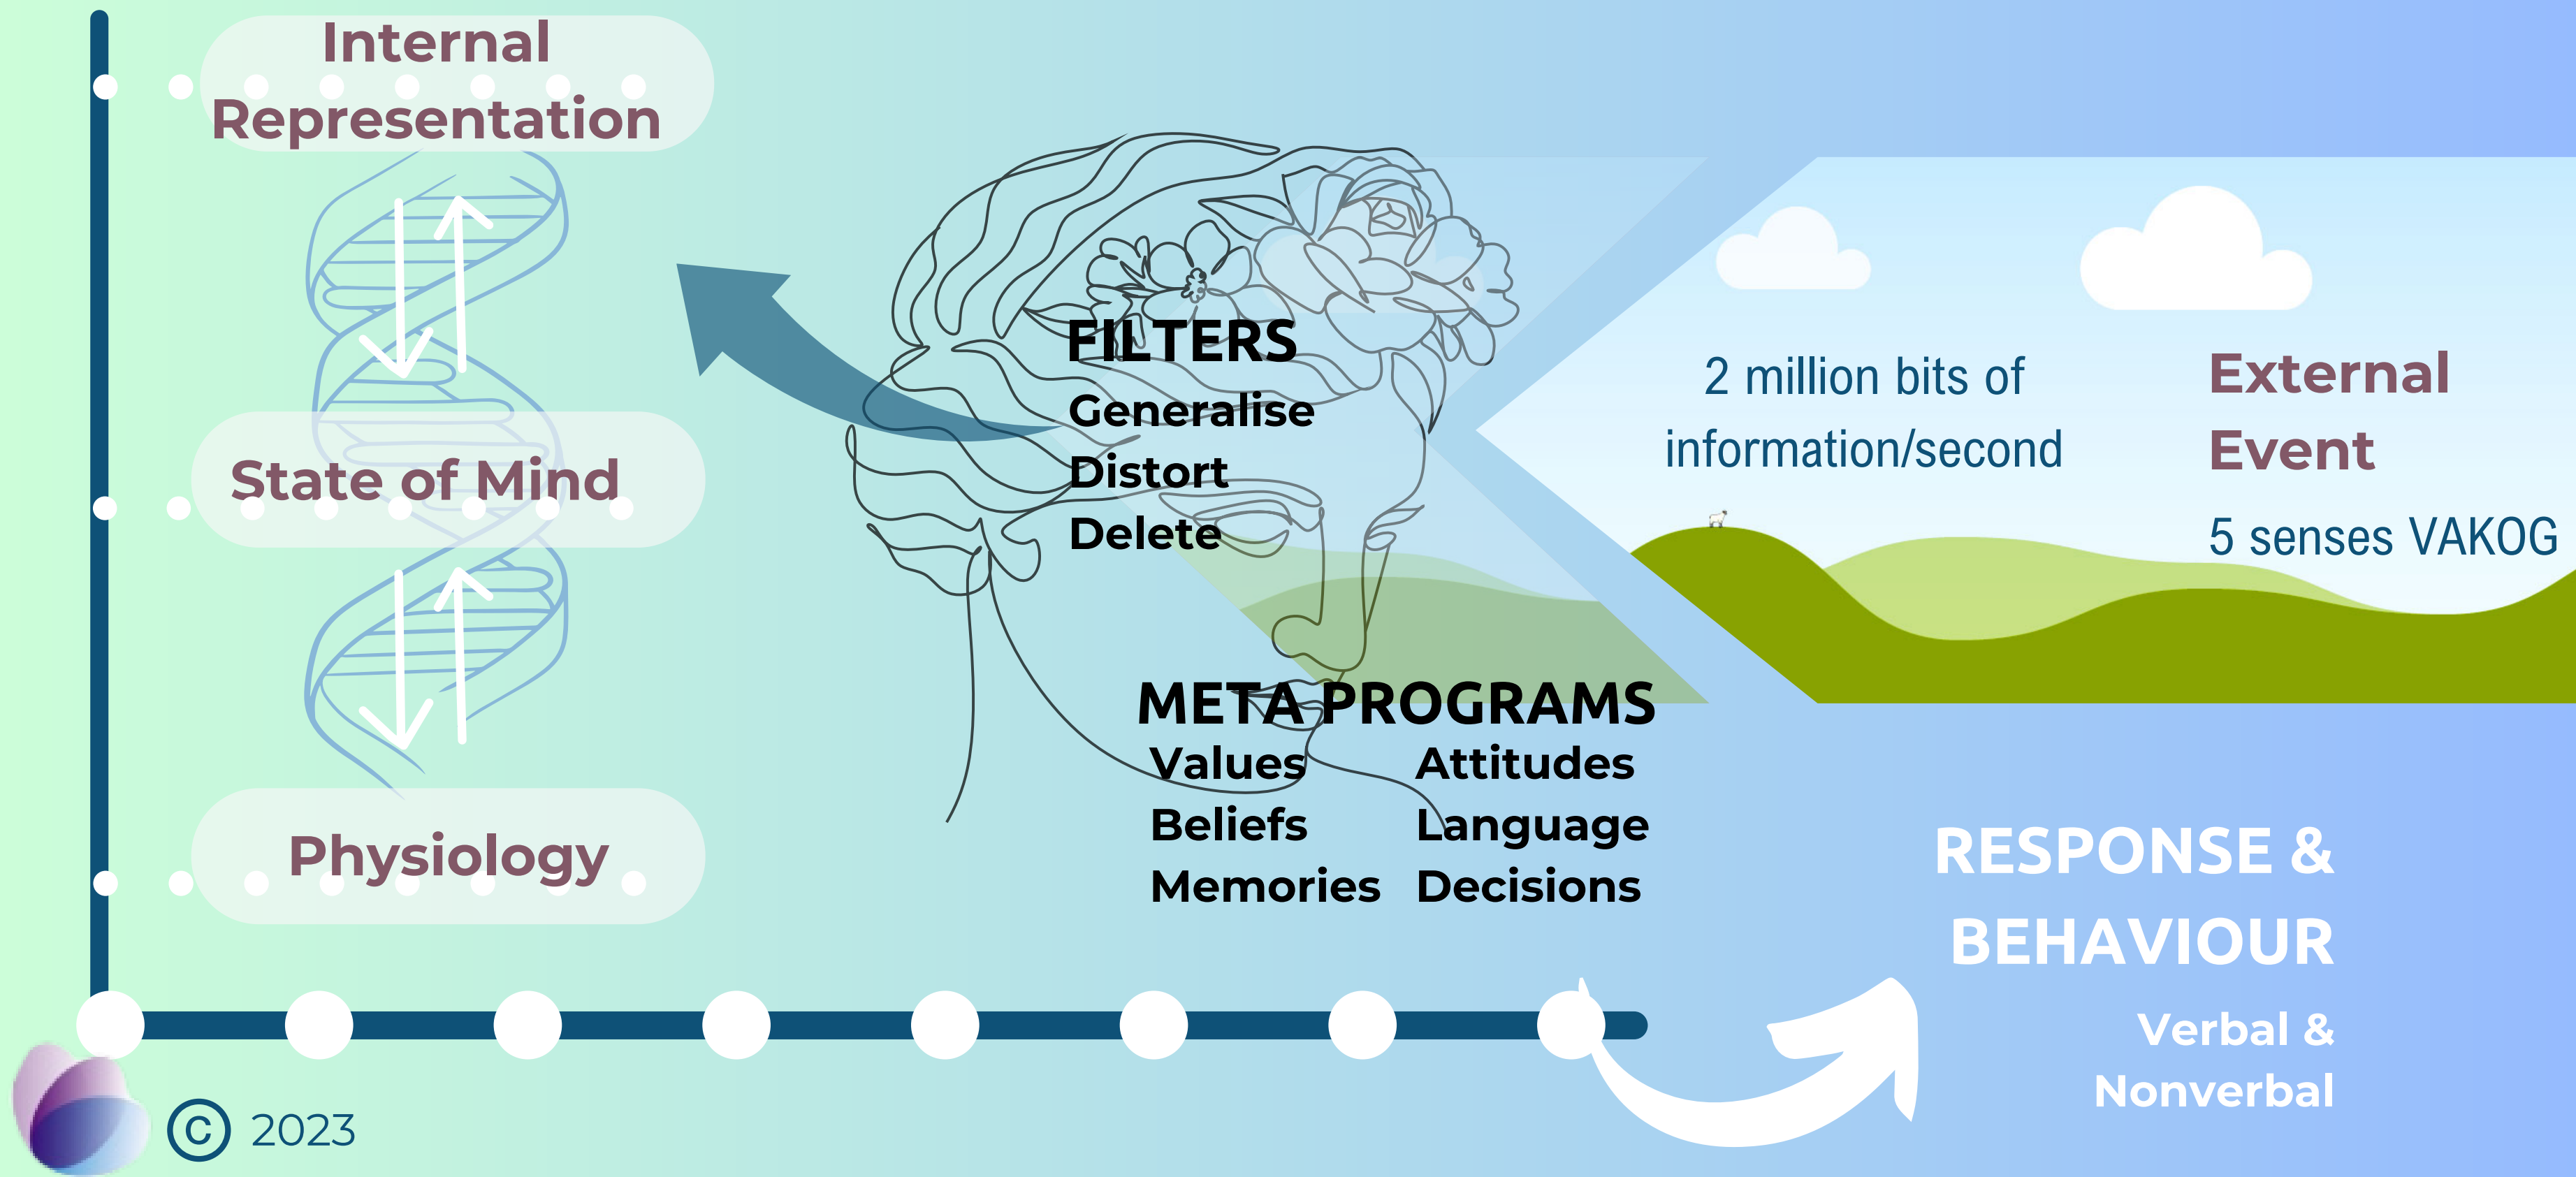 Internal
Representation
State of Mind
Physiology
FILTERS
Generalise
Distort
Delete
META PROGRAMS
Values
Beliefs
Memories
Attitudes
Language
Decisions
2 million bits of
information/second
External
Event
5 senses VAKOG
RESPONSE &
BEHAVIOUR
Verbal &
Nonverbal
© 2023